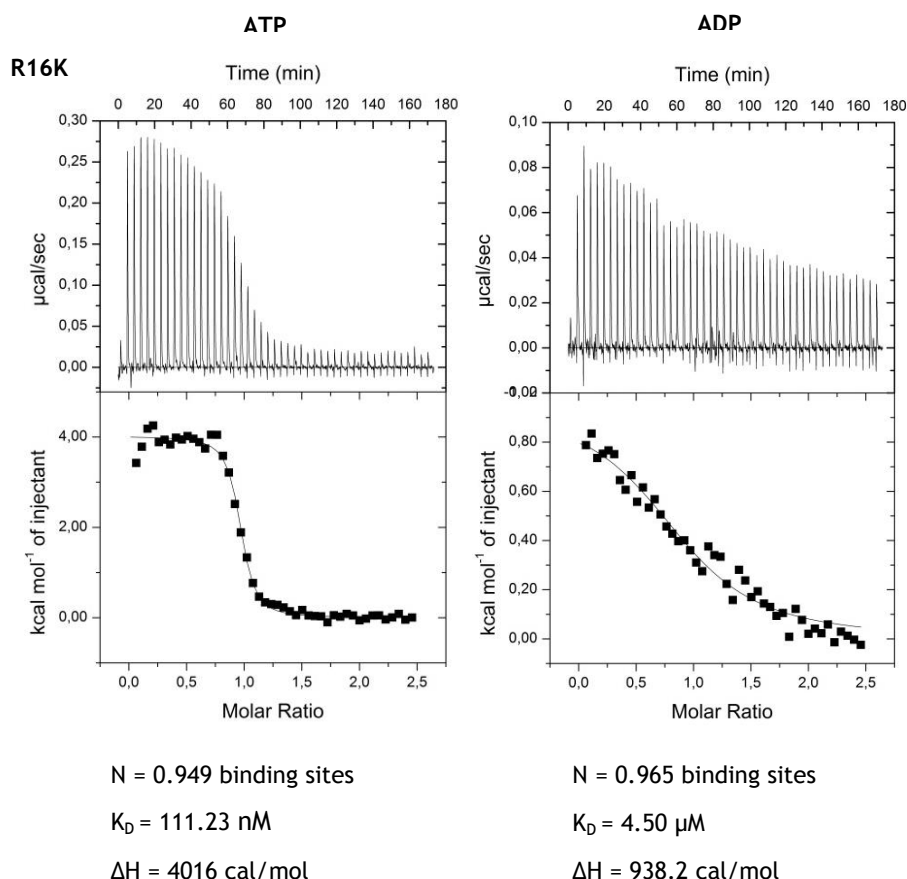 ATP
ADP
R16K
Time (min)
0 20 40 60 80 100 120 140 160 180
0,30
0,25
0,20
0,15
0,10
0,05
0,00
µcal/sec
4,00
2,00
0,00
kcal mol⁻¹ of injectant
0,0 0,5 1,0 1,5 2,0 2,5
Molar Ratio
N = 0.949 binding sites
K_D = 111.23 nM
ΔH = 4016 cal/mol
Time (min)
0 20 40 60 80 100 120 140 160 180
0,10
0,08
0,06
0,04
0,02
0,00
µcal/sec
0,80
0,60
0,40
0,20
0,00
kcal mol⁻¹ of injectant
0,0 0,5 1,0 1,5 2,0 2,5
Molar Ratio
N = 0.965 binding sites
K_D = 4.50 µM
ΔH = 938.2 cal/mol